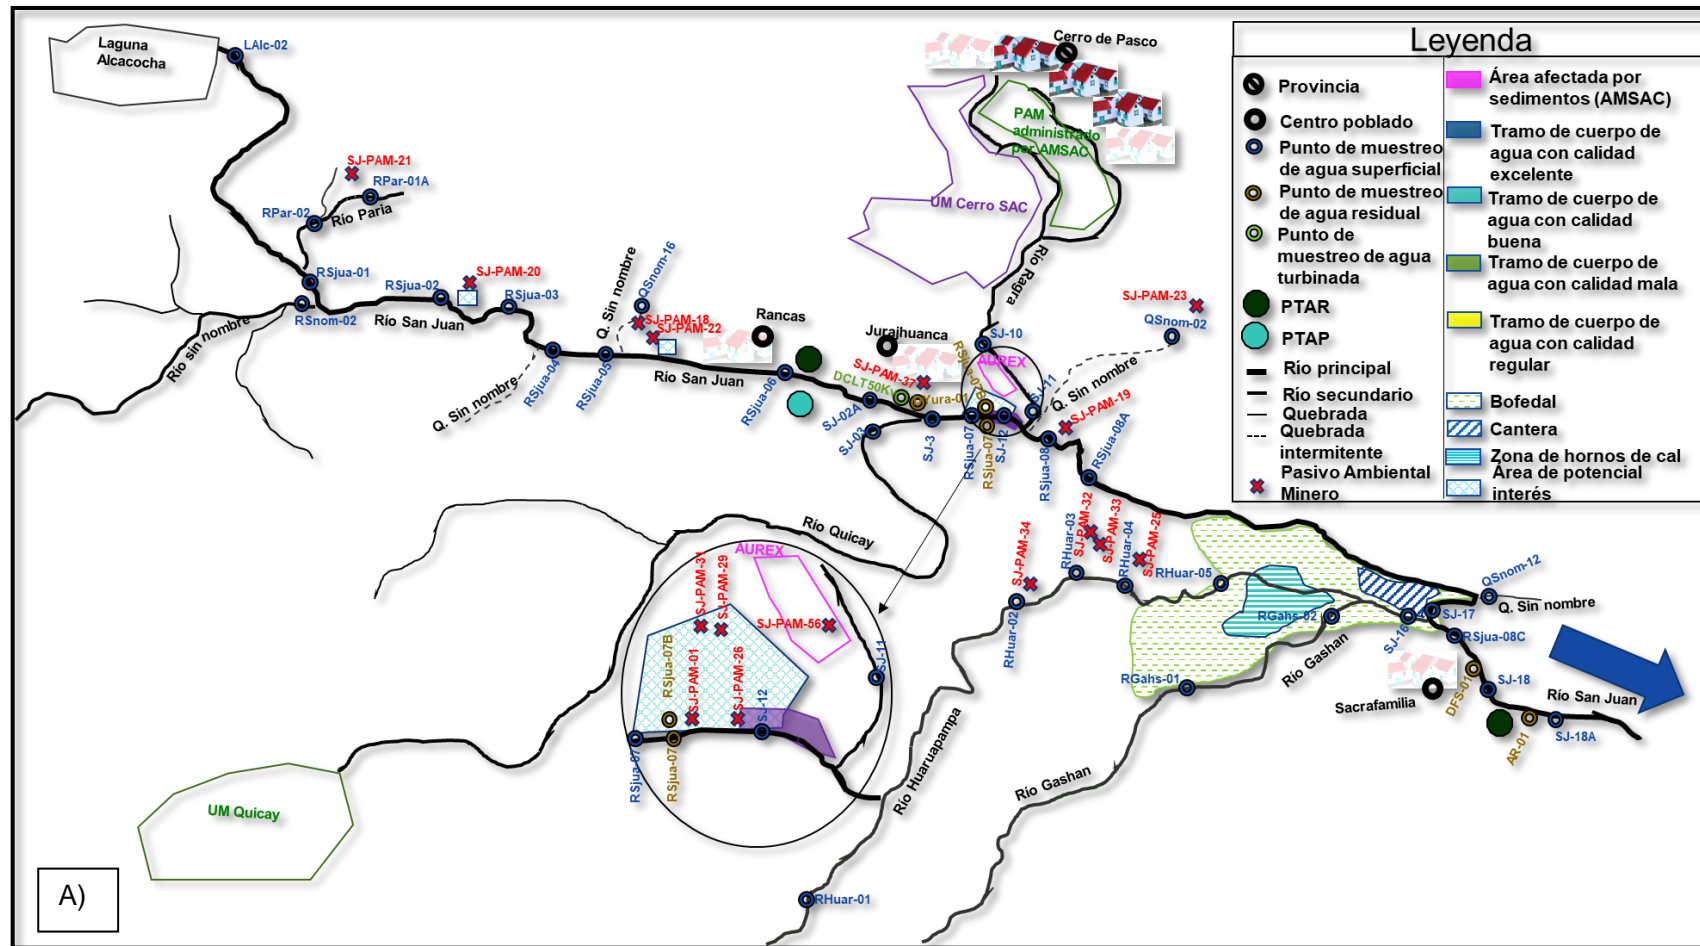 Laguna
Alcacocha
LAlc-02
SJ-PAM-21
RPar-01A
RPar-02
Río Paria
RSjua-01
RSnom-02
Río sin nombre
RSjua-02
SJ-PAM-20
RSjua-03
Río San Juan
Q. Sin nombre
RSjua-04
RSjua-05
Q. Sin nombre
QSnom-16
SJ-PAM-18
SJ-PAM-22
Rancas
Río San Juan
RSjua-06
Jurajhuanca
SJ-PAM-37
DCLT50Kv
Yura-01
SJ-02A
SJ-03
SJ-3
Cerro de Pasco
PAM
administrado
por AMSAC
UM Cerro SAC
Río Ragra
SJ-10
RSjua-07B
AUREX
SJ-11
RSjua-07
RSjua-07
SJ-12
Q. Sin nombre
SJ-PAM-23
QSnom-02
SJ-PAM-19
RSjua-08
RSjua-08A
Río Quicay
UM Quicay
AUREX
SJ-PAM-31
SJ-PAM-29
SJ-PAM-56
RSjua-07B
SJ-PAM-01
SJ-PAM-26
SJ-12
SJ-11
RSjua-07
RSjua-07
SJ-PAM-34
RHuar-02
RHuar-03
SJ-PAM-32
SJ-PAM-33
RHuar-04
SJ-PAM-25
RHuar-05
Río Huaruapampa
RHuar-01
RGahs-01
RGahs-02
Río Gashan
Río Gashan
SJ-16
SJ-17
QSnom-12
Q. Sin nombre
RSjua-08C
Sacrafamilia
DFS-01
SJ-18
Río San Juan
AR-01
SJ-18A
A)
Leyenda
Provincia
Centro poblado
Punto de muestreo
de agua superficial
Punto de muestreo
de agua residual
Punto de
muestreo de agua
turbinada
PTAR
PTAP
Río principal
Río secundario
Quebrada
Quebrada
intermitente
Pasivo Ambiental
Minero
Área afectada por
sedimentos (AMSAC)
Tramo de cuerpo de
agua con calidad
excelente
Tramo de cuerpo de
agua con calidad
buena
Tramo de cuerpo de
agua con calidad mala
Tramo de cuerpo de
agua con calidad
regular
Bofedal
Cantera
Zona de hornos de cal
Área de potencial
interés